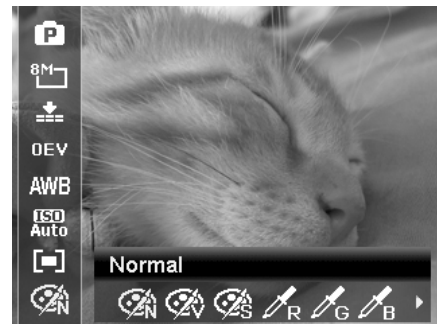 P
8M
0EV
AWB
ISO
Auto
Normal
N
N V S R G B